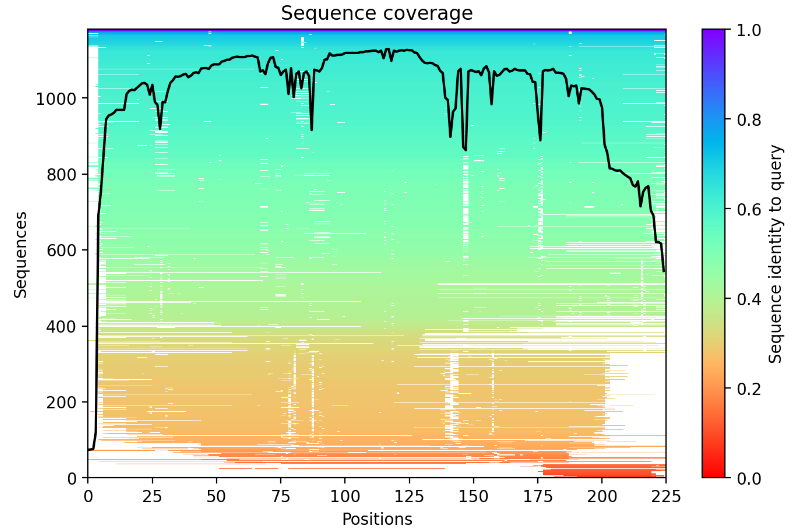 Sequence coverage
1000
800
600
400
200
0
Sequences
0 25 50 75 100 125 150 175 200 225
Positions
1.0
0.8
0.6
0.4
0.2
0.0
Sequence identity to query